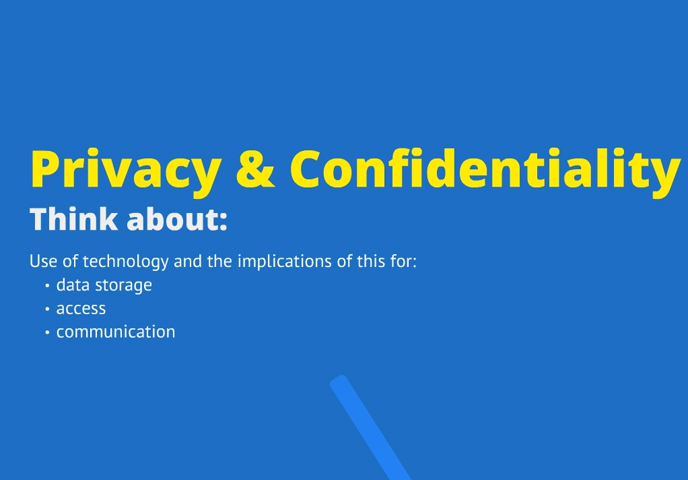 Privacy & Confidentiality
Think about:
Use of technology and the implications of this for:
• data storage
• access
• communication